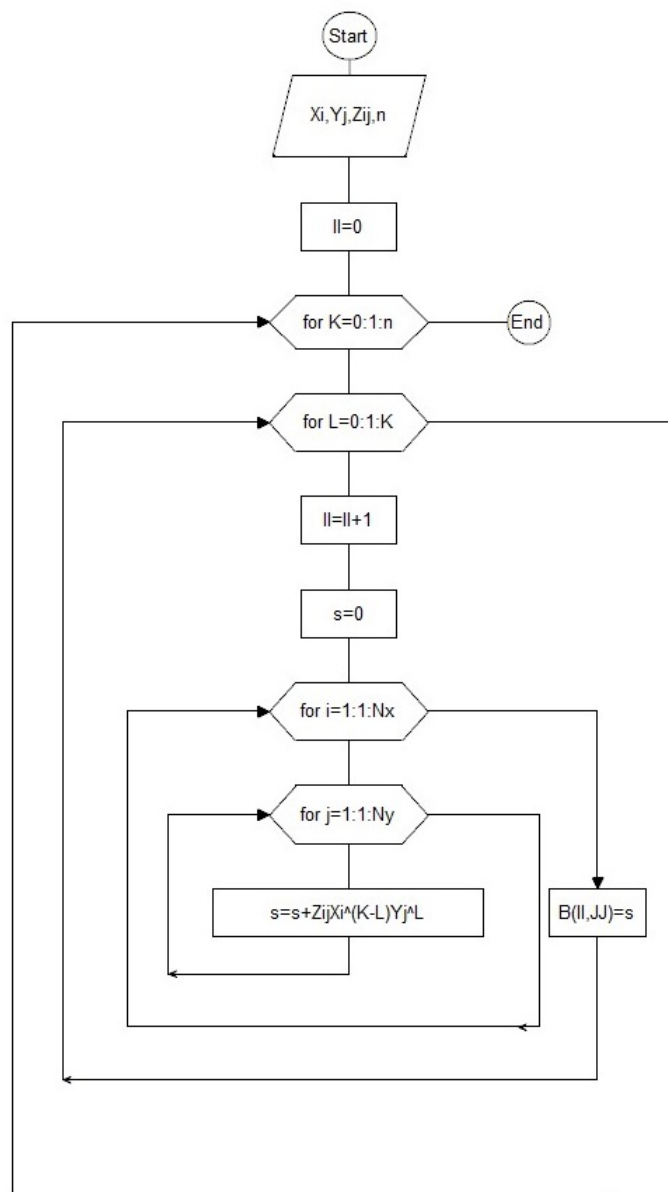 Start
Xi,Yj,Zij,n
II=0
for K=0:1:n
End
for L=0:1:K
II=II+1
s=0
for i=1:1:Nx
for j=1:1:Ny
s=s+ZijXi^(K-L)Yj^L
B(II,JJ)=s